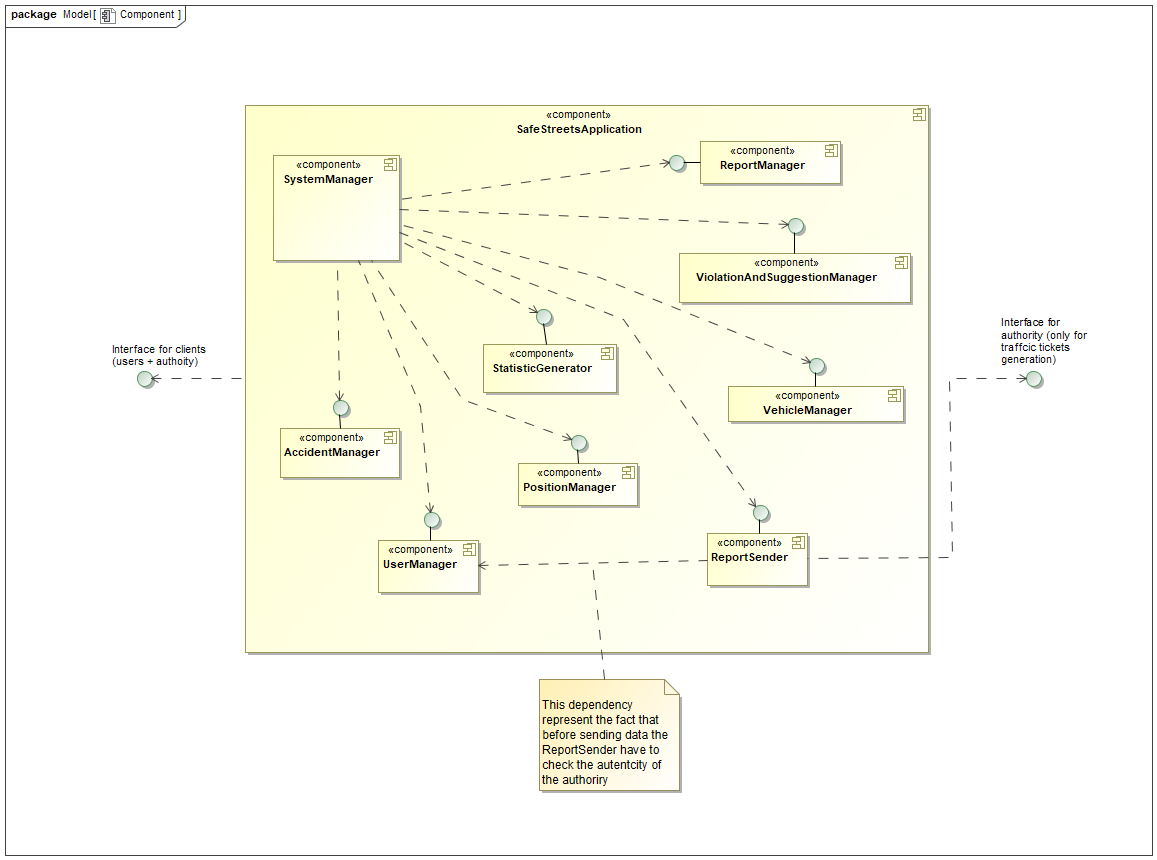 package Model[ Component ]
«component»
SafeStreetsApplication
«component»
SystemManager
«component»
ReportManager
«component»
ViolationAndSuggestionManager
«component»
StatisticGenerator
«component»
VehicleManager
Interface for clients
(users + authoity)
Interface for
authority (only for
traffcic tickets
generation)
«component»
AccidentManager
«component»
PositionManager
«component»
UserManager
«component»
ReportSender
This dependency
represent the fact that
before sending data the
ReportSender have to
check the autentcity of
the authoriry